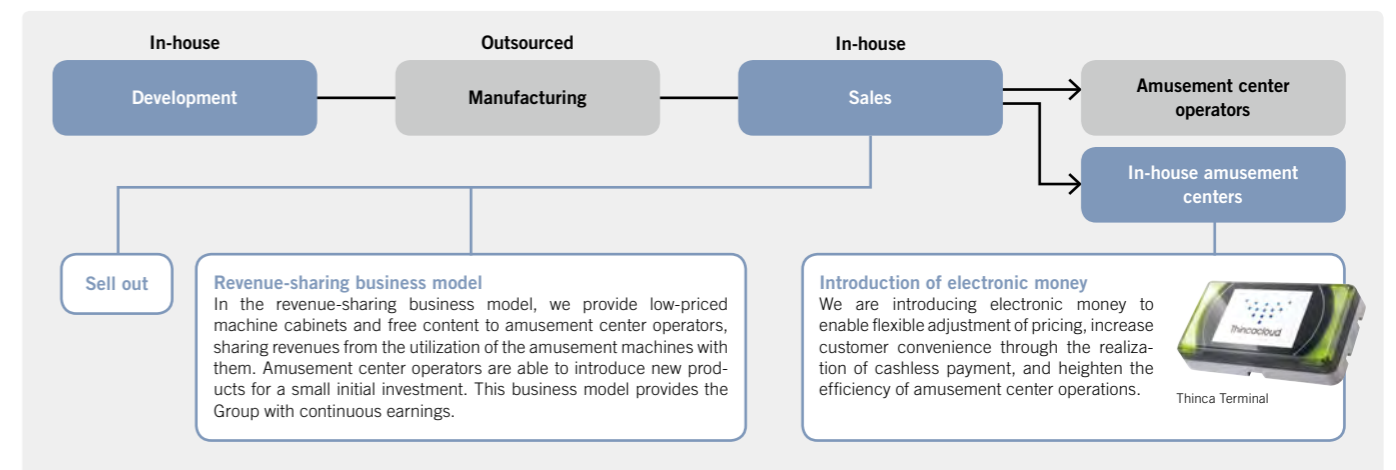 In-house
Outsourced
In-house
Development
Manufacturing
Sales
Amusement center
operators
In-house amusement
centers
Sell out
Revenue-sharing business model
In the revenue-sharing business model, we provide low-priced
machine cabinets and free content to amusement center operators,
sharing revenues from the utilization of the amusement machines with
them. Amusement center operators are able to introduce new prod-
ucts for a small initial investment. This business model provides the
Group with continuous earnings.
Introduction of electronic money
We are introducing electronic money to
enable flexible adjustment of pricing, increase
customer convenience through the realiza-
tion of cashless payment, and heighten the
efficiency of amusement center operations.
Thincacloud
Thinca Terminal